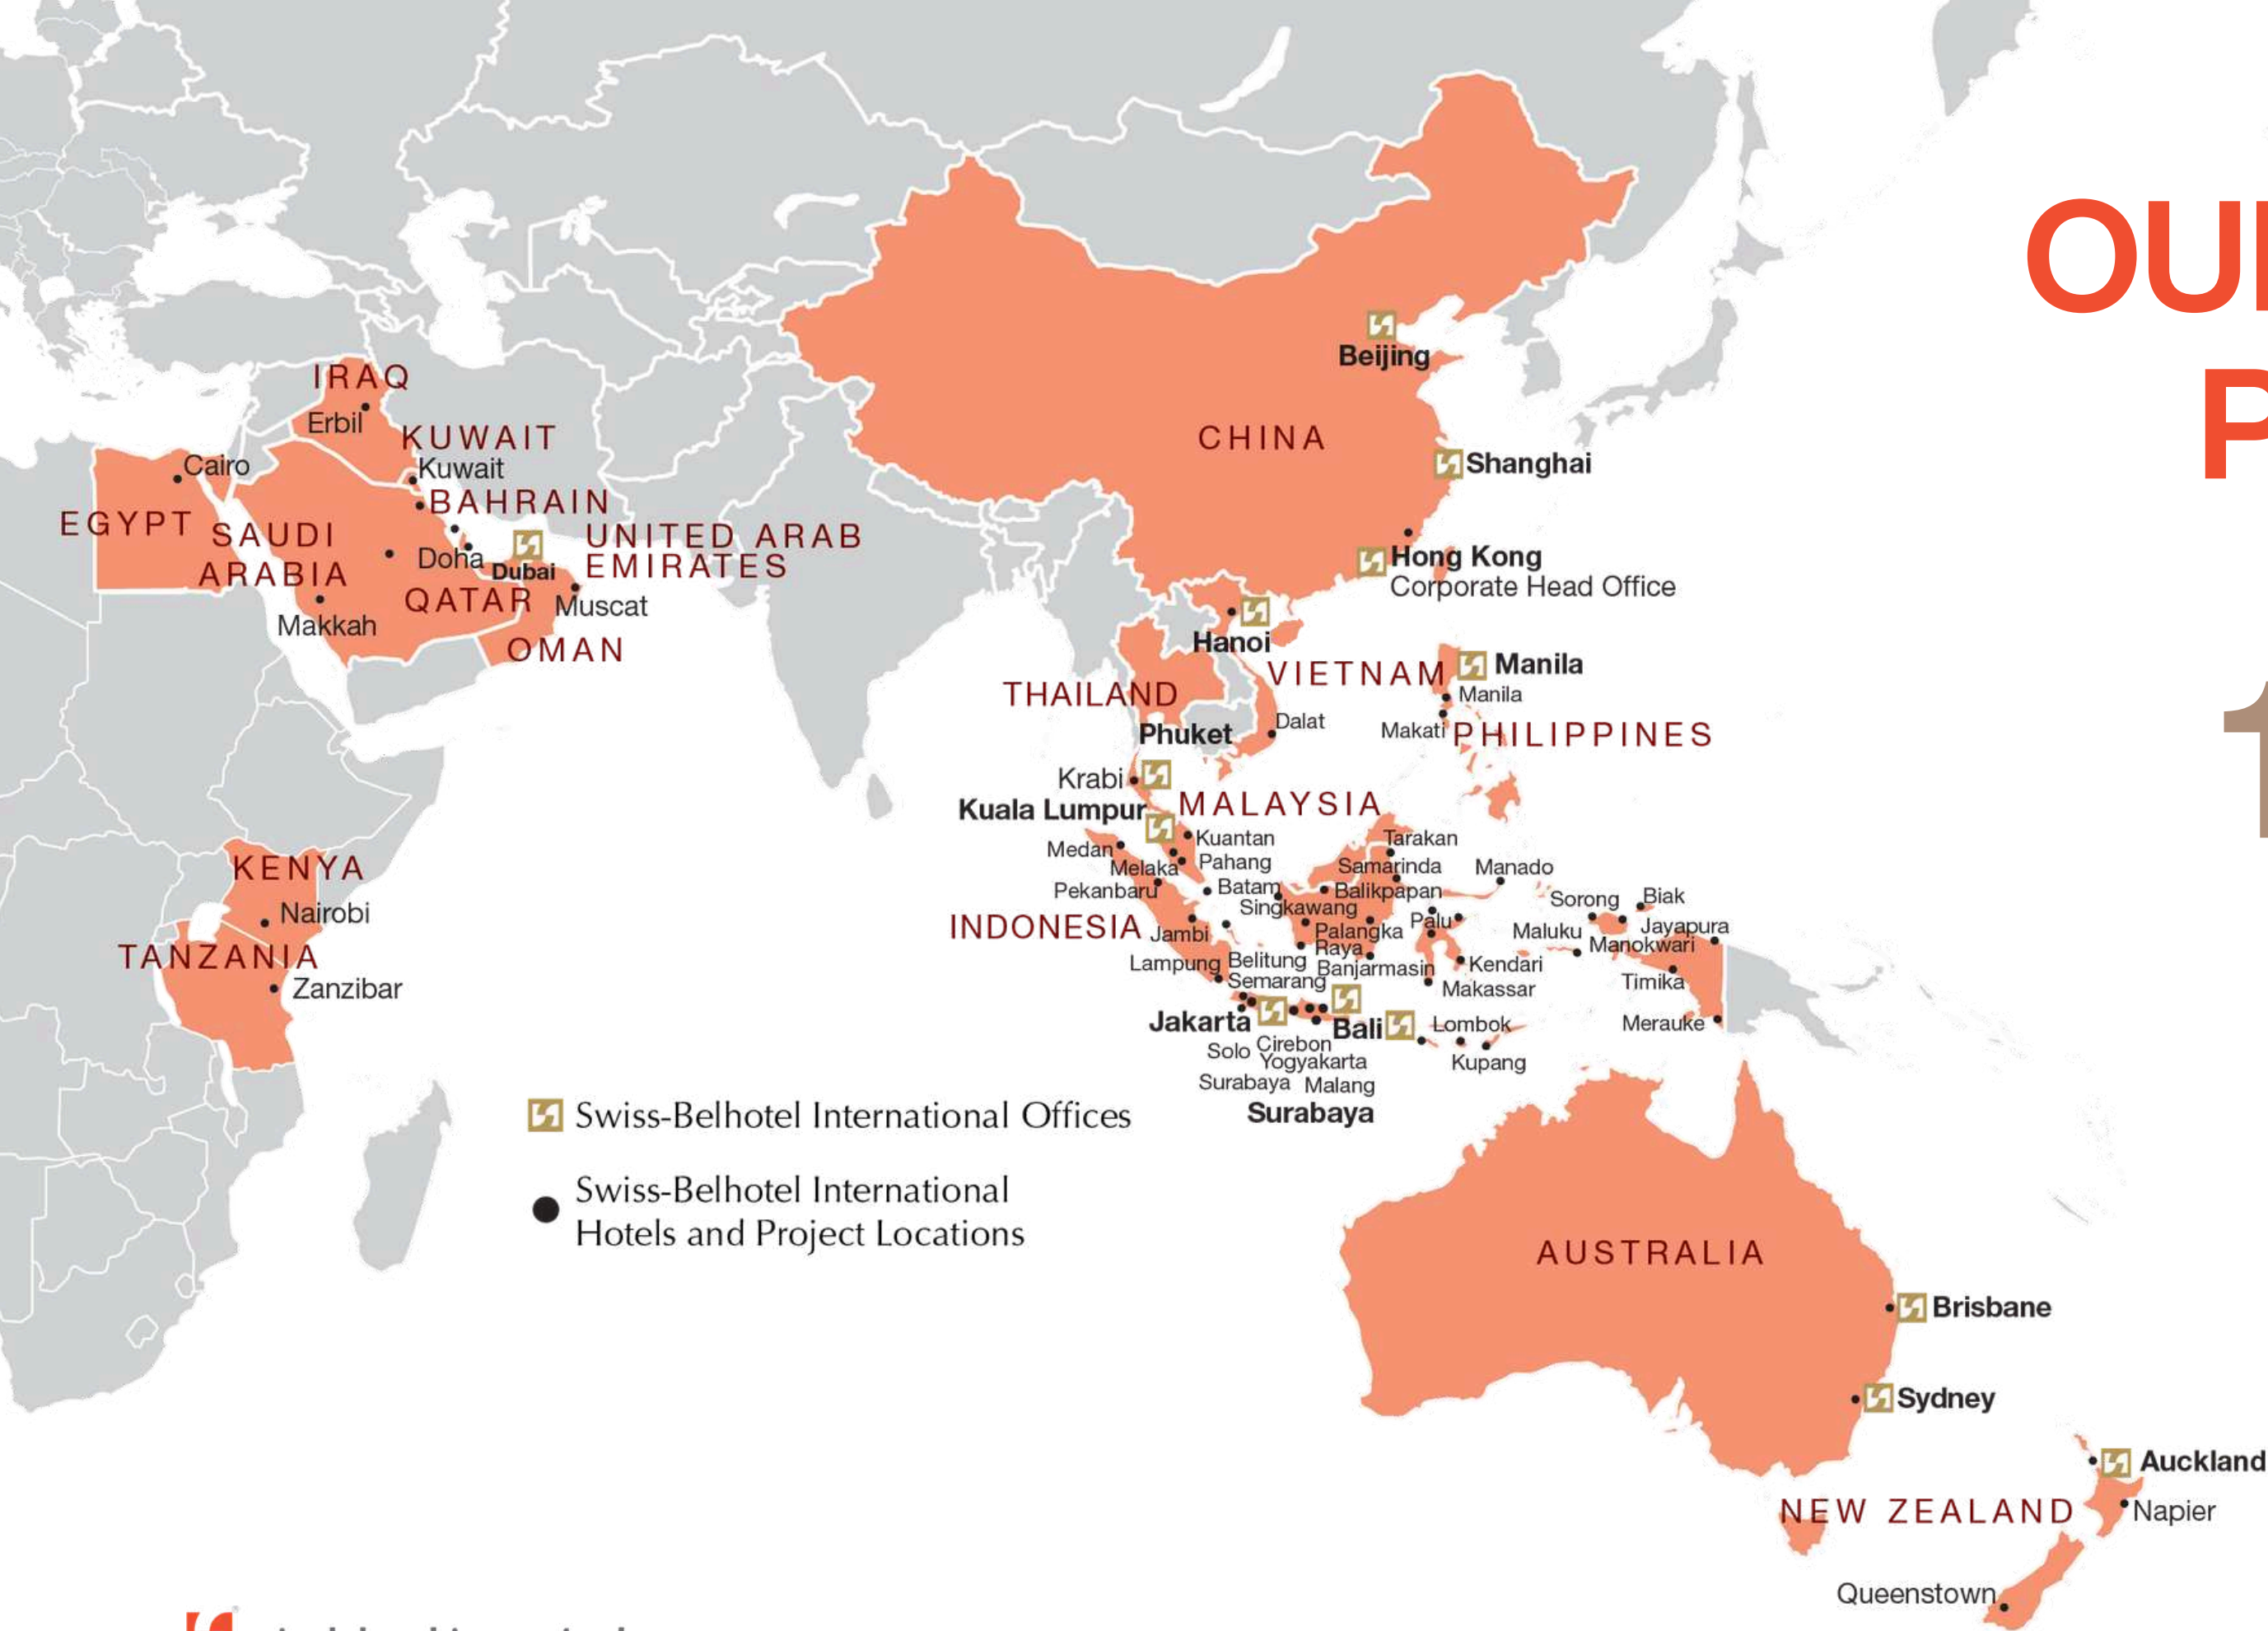 OU
P
IRAQ
Erbil
KUWAIT
Kuwait
Cairo
BAHRAIN
EGYPT
SAUDI
ARABIA
UNITED ARAB
EMIRATES
Doha
Dubai
QATAR
Muscat
Makkah
OMAN
KENYA
Nairobi
TANZANIA
Zanzibar
Beijing
CHINA
Shanghai
Hong Kong
Corporate Head Office
Hanoi
VIETNAM
Manila
Manila
THAILAND
Dalat
Makati
PHILIPPINES
Phuket
Krabi
Kuala Lumpur
MALAYSIA
Kuantan
Medan
Melaka
Pahang
Pekanbaru
Batam
Tarakan
Samarinda
Balikpapan
Singkawang
Manado
Sorong
Biak
INDONESIA
Jambi
Palangka
Raya
Palu
Maluku
Jayapura
Manokwari
Lampung
Belitung
Banjarmasin
Kendari
Semarang
Makassar
Timika
Jakarta
Bali
Lombok
Merauke
Solo
Cirebon
Yogyakarta
Kupang
Surabaya
Malang
Surabaya
Swiss-Belhotel International Offices
Swiss-Belhotel International
Hotels and Project Locations
AUSTRALIA
Brisbane
Sydney
Auckland
NEW ZEALAND
Napier
Queenstown